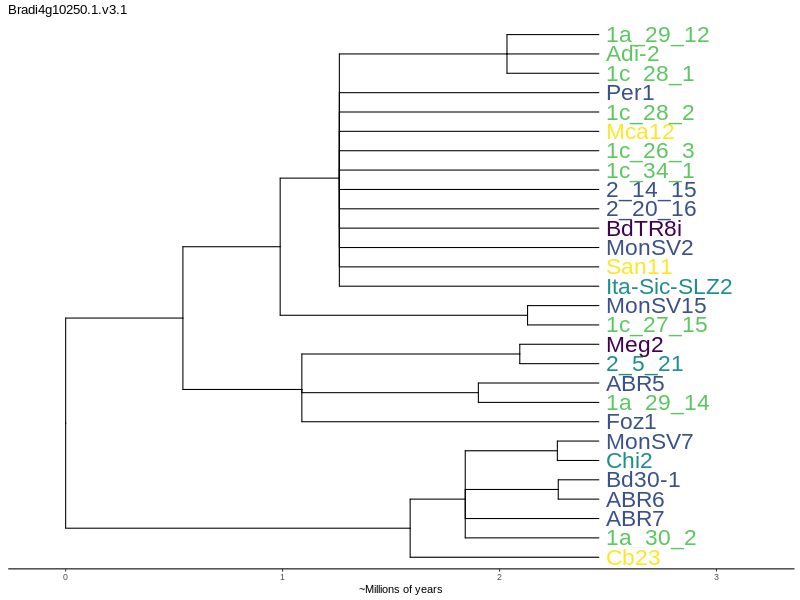 Bradi4g10250.1.v3.1
1a_29_12
Adi-2
1c_28_1
Per1
1c_28_2
Mca12
1c_26_3
1c_34_1
2_14_15
2_20_16
BdTR8i
MonSV2
San11
Ita-Sic-SLZ2
MonSV15
1c_27_15
Meg2
2_5_21
ABR5
1a_29_14
Foz1
MonSV7
Chi2
Bd30-1
ABR6
ABR7
1a_30_2
Cb23
0 1 2 3
~Millions of years